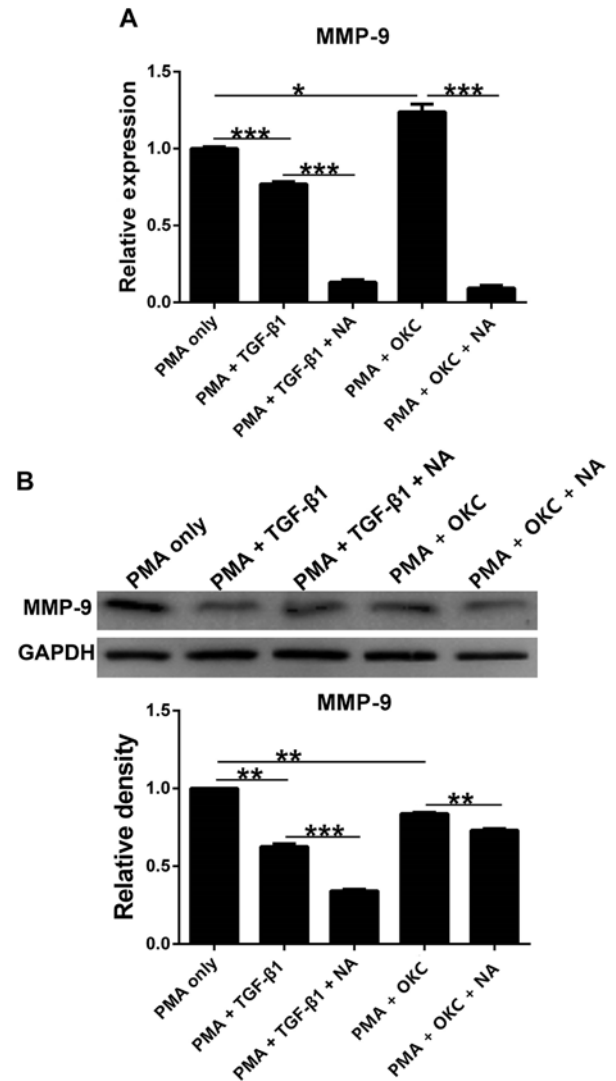 A
MMP-9
Relative expression
1.5
1.0
0.5
0.0
*
***
***
***
PMA only
PMA + TGF-β1
PMA + TGF-β1 + NA
PMA + OKC
PMA + OKC + NA
B
PMA only
PMA + TGF-β1
PMA + TGF-β1 + NA
PMA + OKC
PMA + OKC + NA
MMP-9
GAPDH
MMP-9
Relative density
1.5
1.0
0.5
0.0
**
**
***
**
PMA only
PMA + TGF-β1
PMA + TGF-β1 + NA
PMA + OKC
PMA + OKC + NA